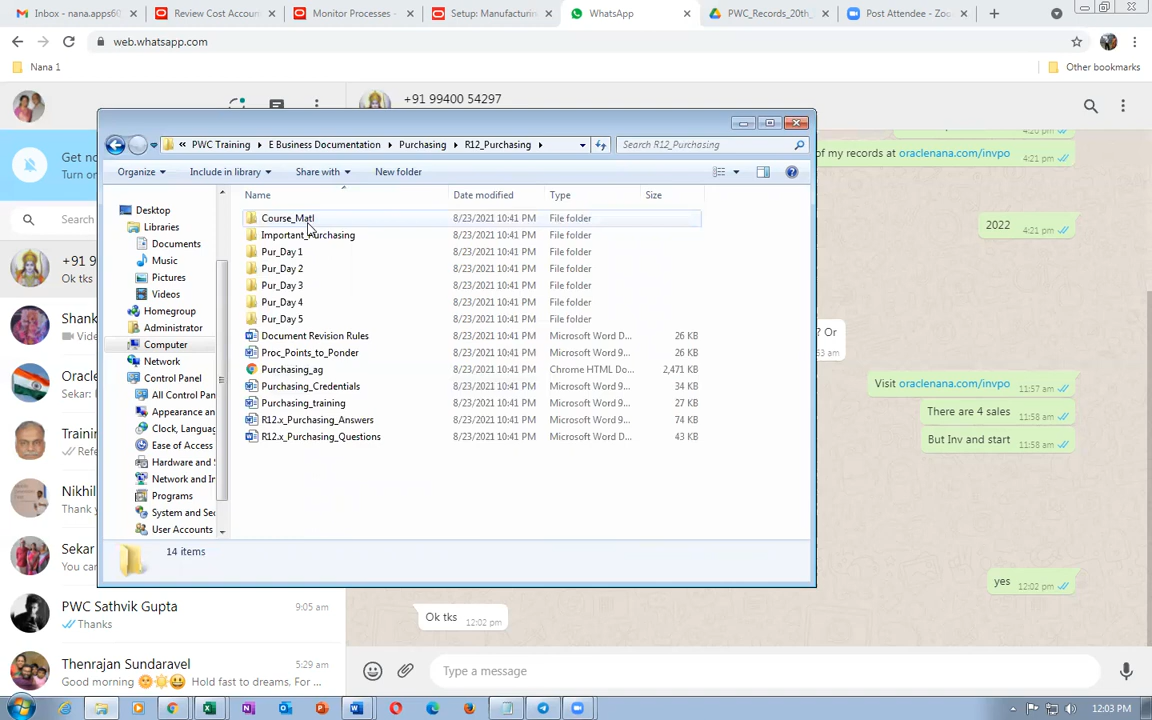 Inbox - nana.apps60
Review Cost Accoun
Monitor Processes -
Setup: Manufacturin
WhatsApp
PWC_Records_20th_
Post Attendee - Zoo
web.whatsapp.com
Nana 1
Other bookmarks
+91 99400 54297
4:20 pm
PWC Training
E Business Documentation
Purchasing
R12_Purchasing
Search R12_Purchasing
Get no
Turn on
of my records at oraclenana.com/invpo 4:21 pm
Organize
Include in library
Share with
New folder
Name
Date modified
Type
Size
Desktop
Libraries
Documents
Music
Pictures
Videos
Homegroup
Administrator
Computer
Network
Control Panel
All Control Pan
Appearance an
Clock, Languag
Ease of Access
Hardware and S
Network and In
Programs
System and Sec
User Accounts
Course_Matl 8/23/2021 10:41 PM File folder
Important_Purchasing 8/23/2021 10:41 PM File folder
Pur_Day 1 8/23/2021 10:41 PM File folder
Pur_Day 2 8/23/2021 10:41 PM File folder
Pur_Day 3 8/23/2021 10:41 PM File folder
Pur_Day 4 8/23/2021 10:41 PM File folder
Pur_Day 5 8/23/2021 10:41 PM File folder
Document Revision Rules 8/23/2021 10:41 PM Microsoft Word D... 26 KB
Proc_Points_to_Ponder 8/23/2021 10:41 PM Microsoft Word 9... 26 KB
Purchasing_ag 8/23/2021 10:41 PM Chrome HTML Do... 2,471 KB
Purchasing_Credentials 8/23/2021 10:41 PM Microsoft Word 9... 34 KB
Purchasing_training 8/23/2021 10:41 PM Microsoft Word 9... 27 KB
R12.x_Purchasing_Answers 8/23/2021 10:41 PM Microsoft Word 9... 74 KB
R12.x_Purchasing_Questions 8/23/2021 10:41 PM Microsoft Word D... 43 KB
14 items
2022 4:21 pm
? Or
53 am
Visit oraclenana.com/invpo 11:57 am
There are 4 sales 11:58 am
But Inv and start 11:58 am
yes 12:02 pm
Ok tks 12:02 pm
Type a message
+91 9
Ok tks
Shank
Vide
Oracle
Sekar:
Trainin
Refe
Nikhil
Thank y
Sekar
You can
PWC Sathvik Gupta 9:05 am
Thanks
Thenrajan Sundaravel 5:29 am
Good morning 😊☀️😃 Hold fast to dreams. For ...
12:03 PM